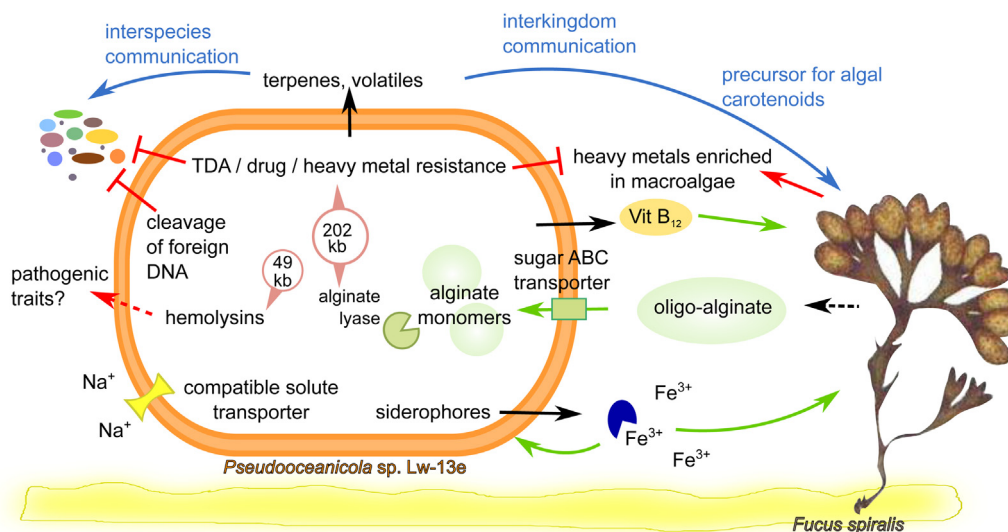 interspecies
communication
interkingdom
communication
terpenes, volatiles
precursor for algal
carotenoids
TDA / drug / heavy metal resistance
heavy metals enriched
in macroalgae
cleavage
of foreign
DNA
202
kb
49
kb
Vit B₁₂
pathogenic
traits?
hemolysins
alginate
lyase
alginate
monomers
sugar ABC
transporter
oligo-alginate
Na⁺
Na⁺
compatible solute
transporter
siderophores
Fe³⁺
Fe³⁺
Fe³⁺
Pseudooceanicola sp. Lw-13e
Fucus spiralis